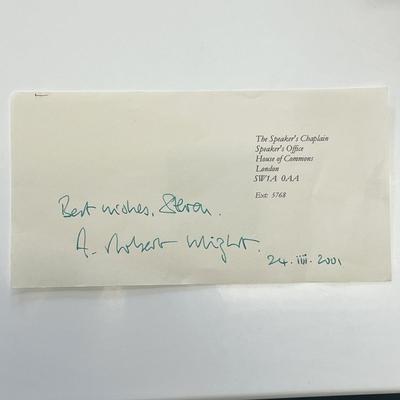 The Speaker's Chaplain
Speaker's Office
House of Commons
London
SW1A 0AA
Ext: 5768
Best wishes, Steven.
A. Robert Wright.
24. iiii. 2001